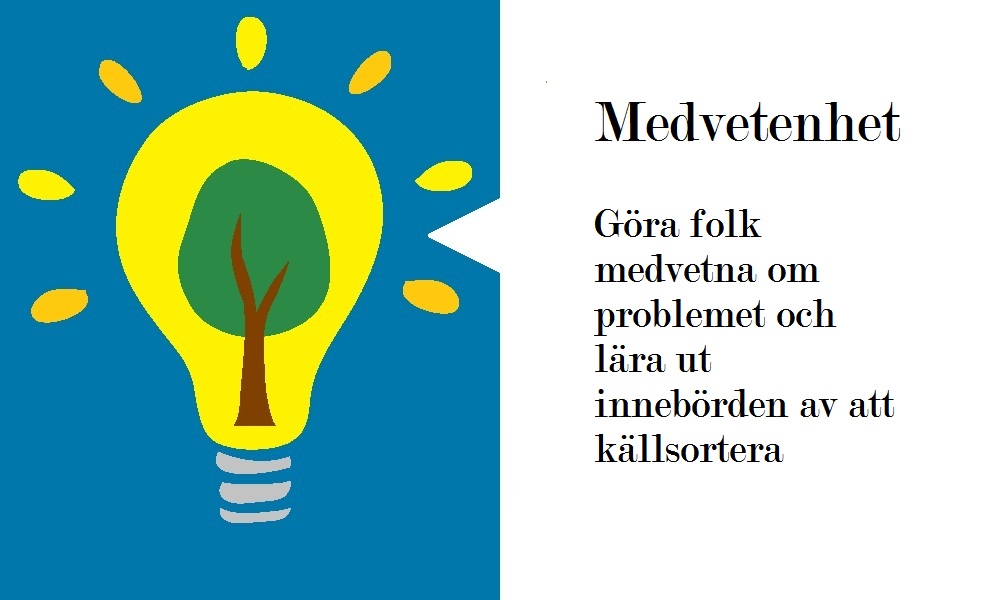 Medvetenhet
Göra folk
medvetna om
problemet och
lära ut
innebörden av att
källsortera